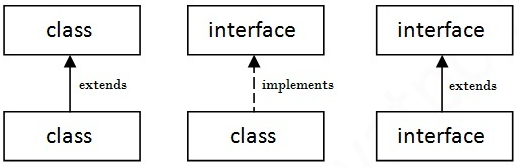 class
interface
interface
extends
implements
extends
class
class
interface